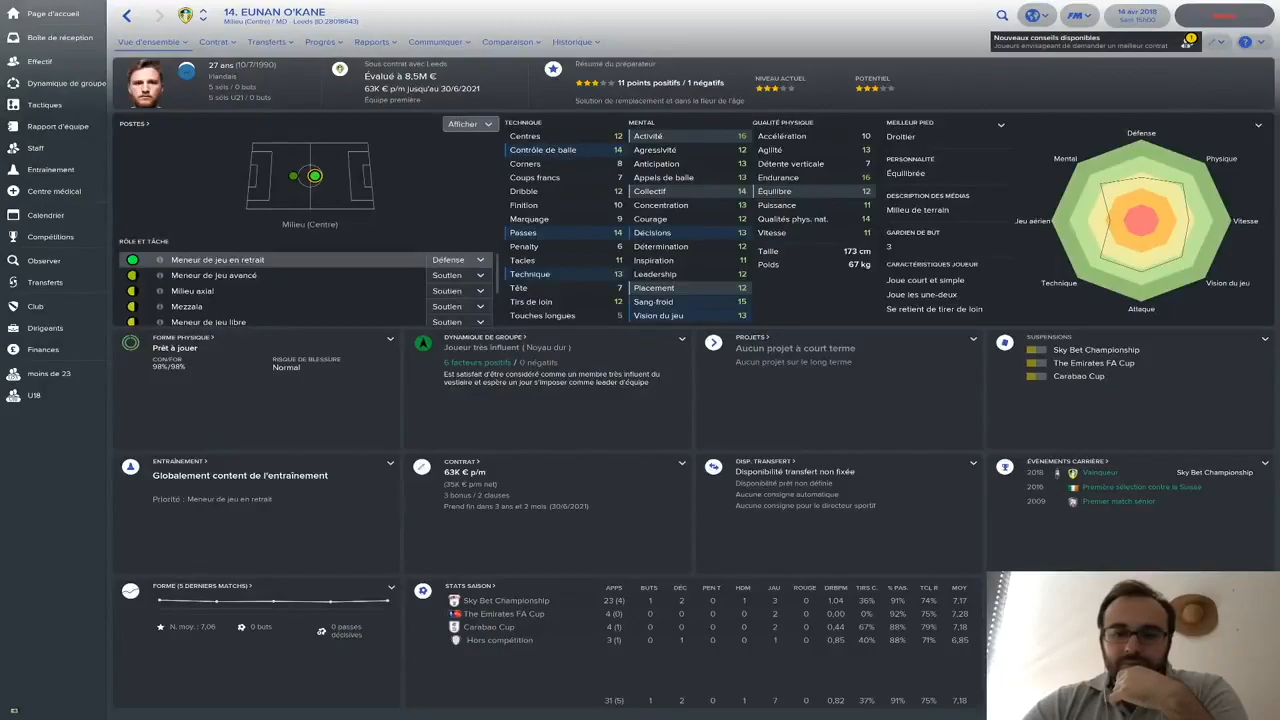 Page d'accueil
Boîte de réception
Effectif
Dynamique de groupe
Tactiques
Rapport d'équipe
Staff
Entraînement
Centre médical
Calendrier
Compétitions
Observer
Transferts
Club
Dirigeants
Finances
moins de 23
U18
14. EUNAN O'KANE
Milieu (Centre) / MD - Leeds (ID:28018643)
FM
14 avr 2018
Sam 15h00
Vue d'ensemble
Contrat
Transferts
Progrès
Rapports
Communiquer
Comparaison
Historique
Nouveaux conseils disponibles
Joueurs envisageant de demander un meilleur contrat
1
27 ans (10/7/1990)
Irlandais
5 séls / 0 buts
5 séls U21 / 0 buts
Sous contrat avec Leeds
Évalué à 8,5M €
63K € p/m jusqu'au 30/6/2021
Équipe première
Résumé du préparateur
11 points positifs / 1 négatifs
Solution de remplacement et dans la fleur de l'âge
NIVEAU ACTUEL
POTENTIEL
POSTES >
Afficher
Milieu (Centre)
RÔLE ET TÂCHE
Meneur de jeu en retrait Défense
Meneur de jeu avancé Soutien
Milieu axial Soutien
Mezzala Soutien
Meneur de jeu libre Soutien
TECHNIQUE
Centres 12
Contrôle de balle 14
Corners 8
Coups francs 7
Dribble 12
Finition 10
Marquage 9
Passes 14
Penalty 6
Tacles 11
Technique 13
Tête 7
Tirs de loin 12
Touches longues 5
MENTAL
Activité 16
Agressivité 12
Anticipation 13
Appels de balle 13
Collectif 14
Concentration 13
Courage 12
Décisions 13
Détermination 12
Inspiration 11
Leadership 12
Placement 12
Sang-froid 15
Vision du jeu 13
QUALITÉ PHYSIQUE
Accélération 10
Agilité 13
Détente verticale 7
Endurance 16
Équilibre 12
Puissance 11
Qualités phys. nat. 14
Vitesse 11
Taille 173 cm
Poids 67 kg
MEILLEUR PIED
Droitier
PERSONNALITÉ
Équilibrée
DESCRIPTION DES MÉDIAS
Milieu de terrain
GARDIEN DE BUT
3
CARACTÉRISTIQUES JOUEUR
Joue court et simple
Joue les une-deux
Se retient de tirer de loin
Défense
Physique
Vitesse
Vision du jeu
Attaque
Technique
Jeu aérien
Mental
FORME PHYSIQUE >
Prêt à jouer
CON/FOR
98%/98%
RISQUE DE BLESSURE
Normal
DYNAMIQUE DE GROUPE >
Joueur très influent ( Noyau dur )
6 facteurs positifs / 0 négatifs
Est satisfait d'être considéré comme un membre très influent du
vestiaire et espère un jour s'imposer comme leader d'équipe
PROJETS >
Aucun projet à court terme
Aucun projet sur le long terme
SUSPENSIONS
Sky Bet Championship
The Emirates FA Cup
Carabao Cup
ENTRAÎNEMENT >
Globalement content de l'entraînement
Priorité : Meneur de jeu en retrait
CONTRAT >
63K € p/m
(35K € p/m net)
3 bonus / 2 clauses
Prend fin dans 3 ans et 2 mois (30/6/2021)
DISP. TRANSFERT >
Disponibilité transfert non fixée
Disponibilité prêt non définie
Aucune consigne automatique
Aucune consigne pour le directeur sportif
ÉVÈNEMENTS CARRIÈRE >
2018 Vainqueur Sky Bet Championship
2016 Première sélection contre la Suisse
2009 Premier match sénior
FORME (5 DERNIERS MATCHS) >
N. moy. : 7,06
0 buts
0 passes
décisives
STATS SAISON >
APPS BUTS DÉC PEN T HDM JAU ROUGE DRBPM TIRS C. % PAS. TCL R MOY
Sky Bet Championship 23 (4) 1 2 0 1 3 0 1,04 36% 91% 74% 7,17
The Emirates FA Cup 4 (0) 0 0 0 0 2 0 0,00 0% 92% 75% 7,28
Carabao Cup 4 (1) 0 0 0 0 2 0 0,44 67% 88% 79% 7,18
Hors compétition 3 (1) 0 1 0 0 1 0 0,85 40% 88% 71% 6,85
31 (5) 1 2 0 1 7 0 0,82 37% 91% 75% 7,18